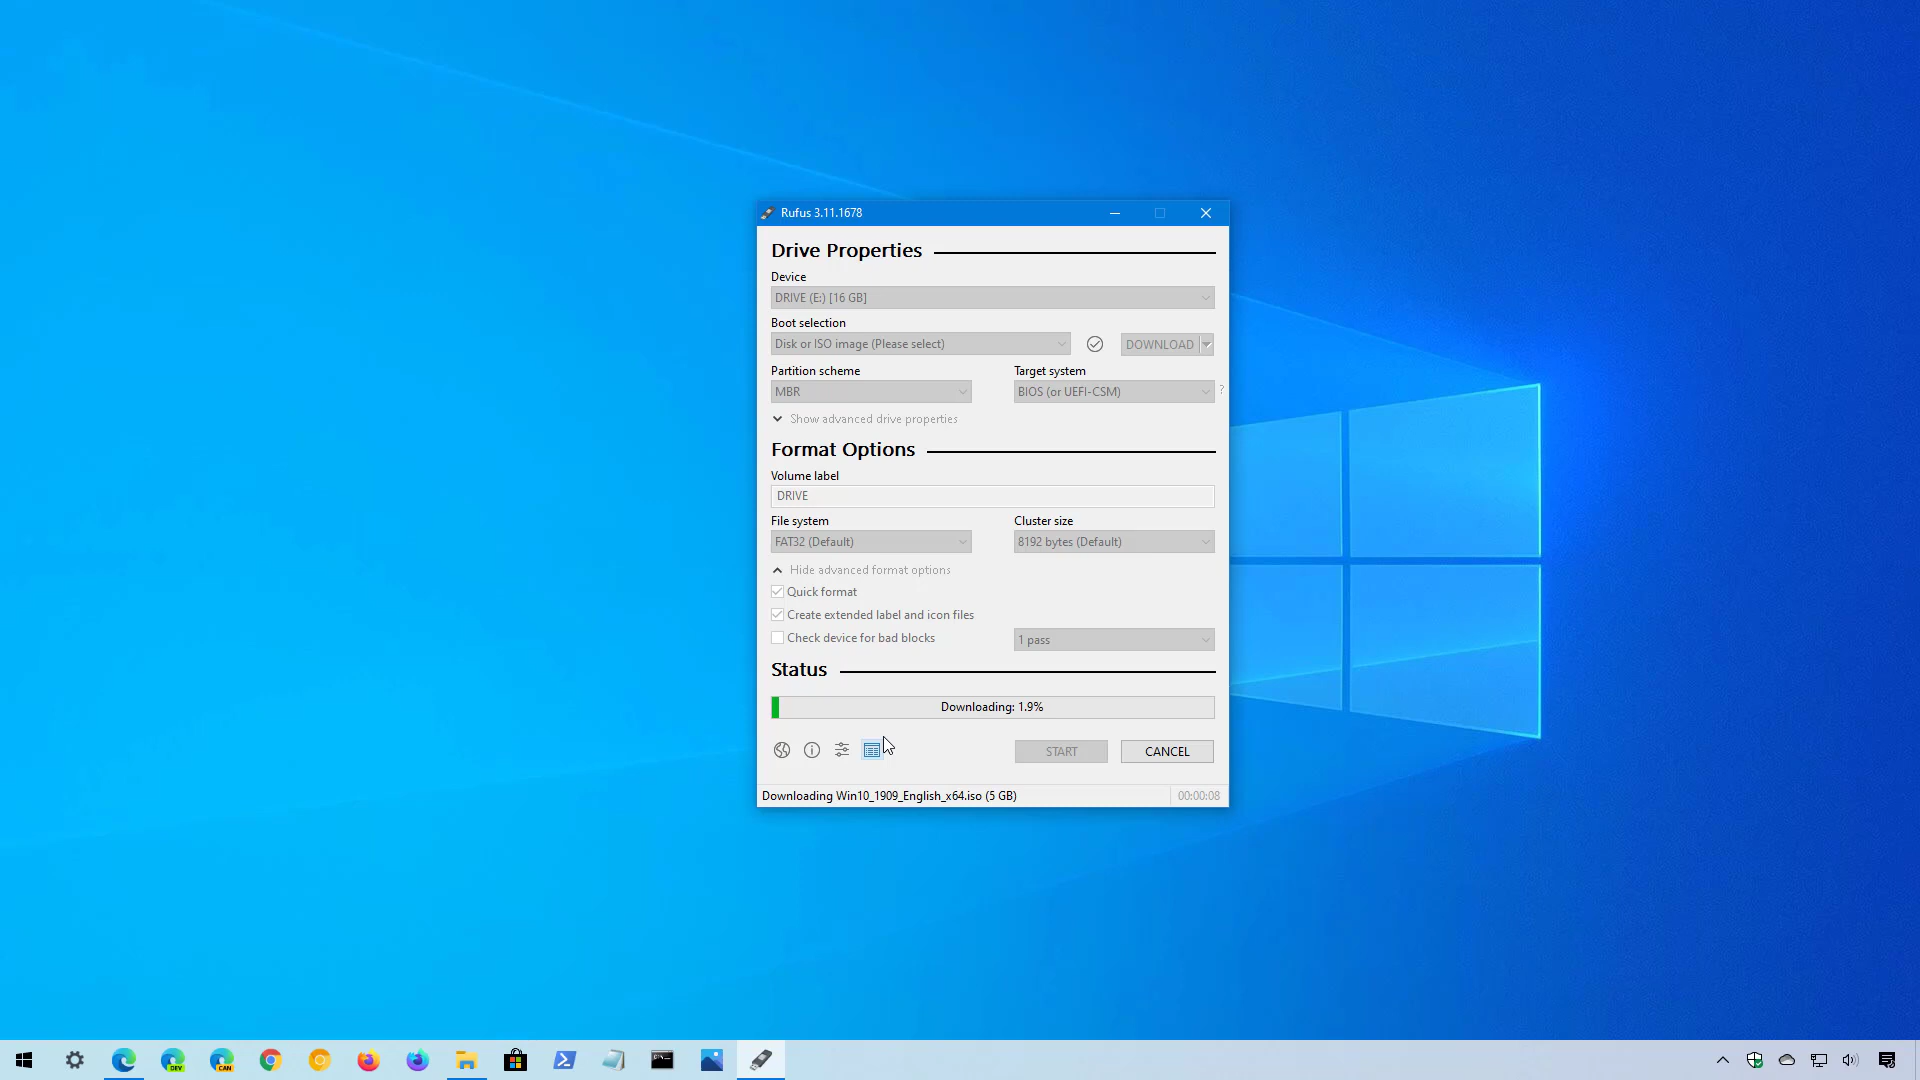 Rufus 3.11.1678
Drive Properties
Device
DRIVE (E:) [16 GB]
Boot selection
Disk or ISO image (Please select)
DOWNLOAD
Partition scheme
Target system
MBR
BIOS (or UEFI-CSM)
?
Show advanced drive properties
Format Options
Volume label
DRIVE
File system
Cluster size
FAT32 (Default)
8192 bytes (Default)
Hide advanced format options
Quick format
Create extended label and icon files
Check device for bad blocks
1 pass
Status
Downloading: 1.9%
START
CANCEL
Downloading Win10_1909_English_x64.iso (5 GB)
00:00:08
DEV
CAN